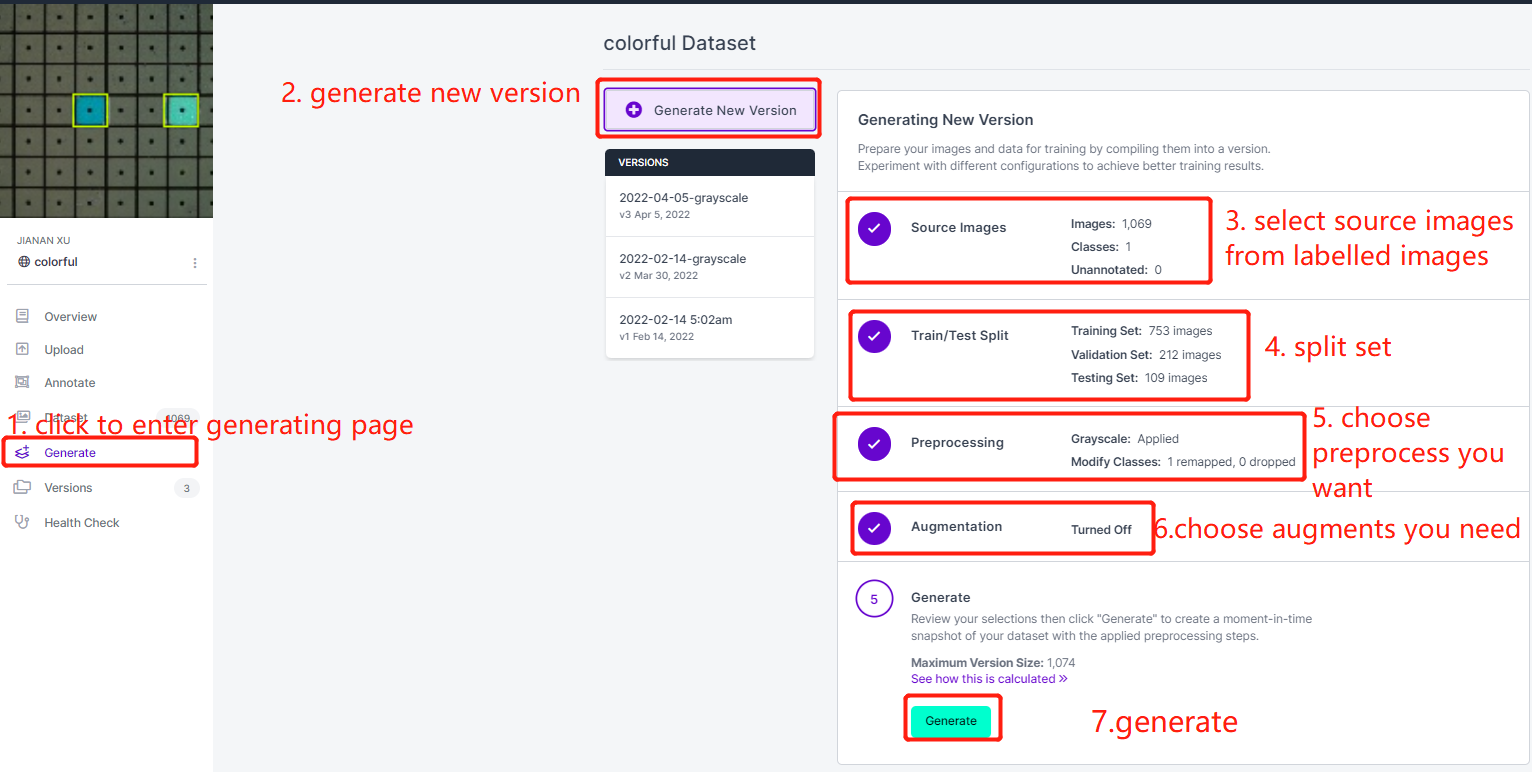 colorful Dataset
2. generate new version
Generate New Version
VERSIONS
2022-04-05-grayscale
v3 Apr 5, 2022
2022-02-14-grayscale
v2 Mar 30, 2022
2022-02-14 5:02am
v1 Feb 14, 2022
JIANAN XU
colorful
Overview
Upload
Annotate
Dataset 1069
1. click to enter generating page
Generate
Versions 3
Health Check
Generating New Version
Prepare your images and data for training by compiling them into a version.
Experiment with different configurations to achieve better training results.
Source Images
Images: 1,069
Classes: 1
Unannotated: 0
3. select source images
from labelled images
Train/Test Split
Training Set: 753 images
Validation Set: 212 images
Testing Set: 109 images
4. split set
Preprocessing
Grayscale: Applied
Modify Classes: 1 remapped, 0 dropped
5. choose
preprocess you
want
Augmentation
Turned Off
6.choose augments you need
5
Generate
Review your selections then click "Generate" to create a moment-in-time
snapshot of your dataset with the applied preprocessing steps.
Maximum Version Size: 1,074
See how this is calculated »
Generate
7.generate